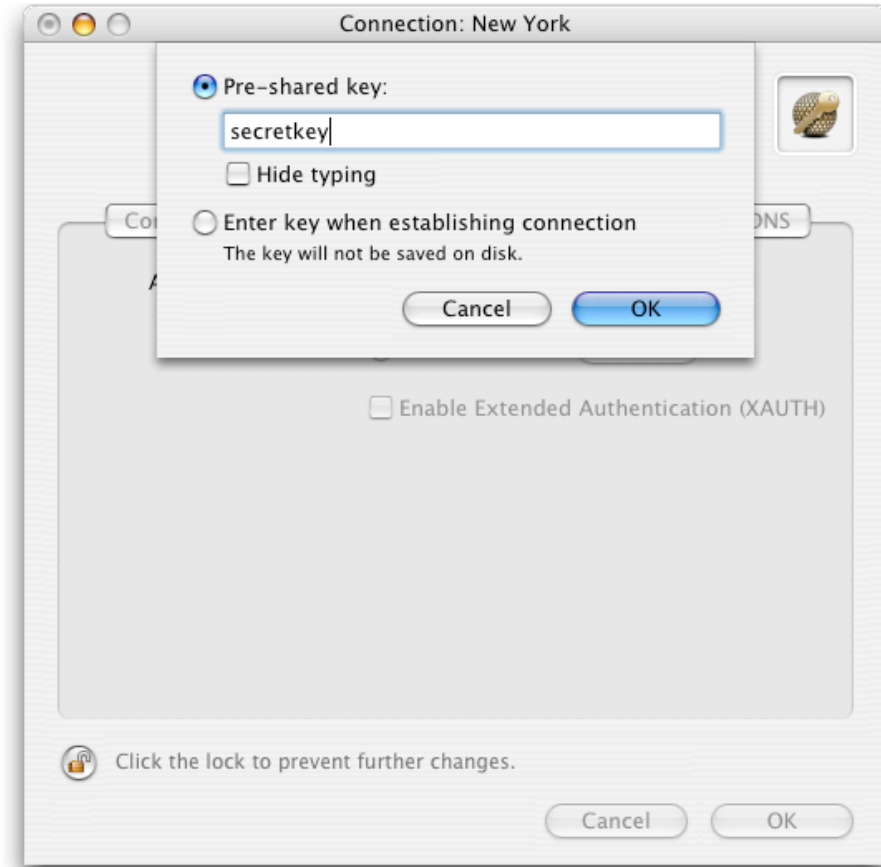 Connection: New York
Pre-shared key:
secretkey
Hide typing
Enter key when establishing connection
The key will not be saved on disk.
Cancel OK
Enable Extended Authentication (XAUTH)
Click the lock to prevent further changes.
Cancel OK